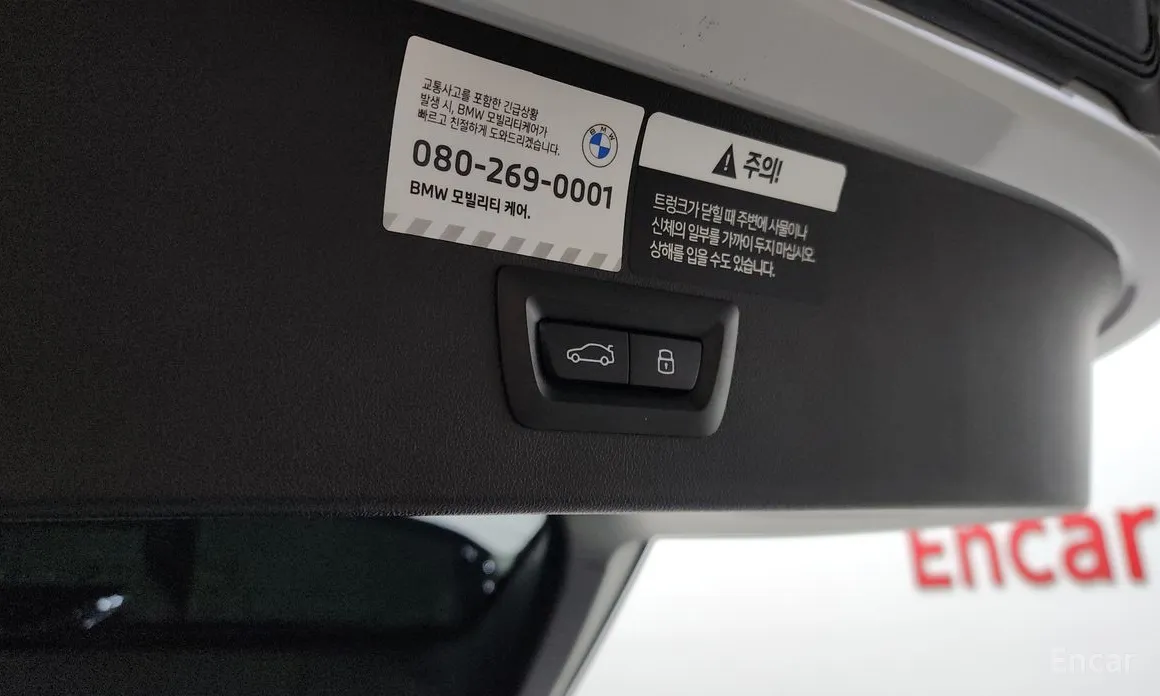 교통사고를 포함한 긴급상황
발생 시, BMW 모빌리티케어가
빠르고 친절하게 도와드리겠습니다.
BMW
080-269-0001
BMW 모빌리티 케어.
주의!
트렁크가 닫힐 때 주변에 사물이나
신체의 일부를 가까이 두지 마십시오.
상해를 입을 수도 있습니다.
Encar
Encar